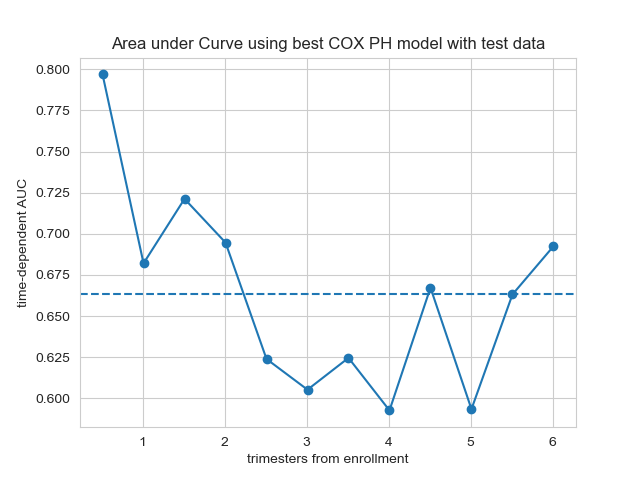 Area under Curve using best COX PH model with test data
time-dependent AUC
0.800
0.775
0.750
0.725
0.700
0.675
0.650
0.625
0.600
1 2 3 4 5 6
trimesters from enrollment